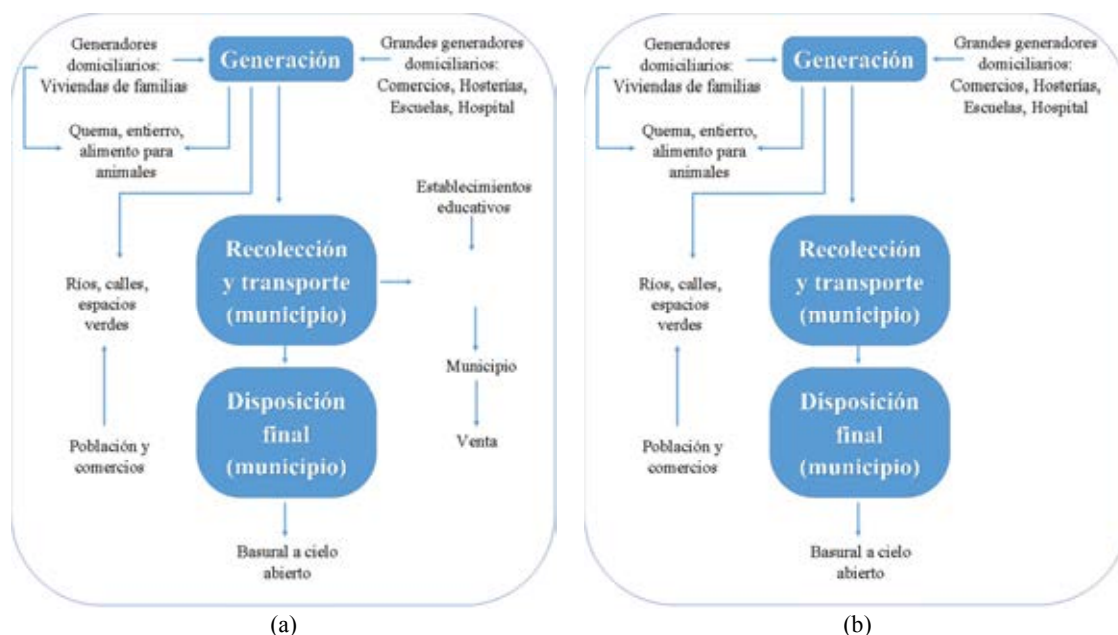 Generadores
domiciliarios:
Viviendas de familias
Generación
Grandes generadores
domiciliarios:
Comercios, Hosterías,
Escuelas, Hospital
Quema, entierro,
alimento para
animales
Establecimientos
educativos
Recolección
y transporte
(municipio)
Ríos, calles,
espacios
verdes
Municipio
Disposición
final
(municipio)
Venta
Población y
comercios
Basural a cielo
abierto
(a)
Generadores
domiciliarios:
Viviendas de familias
Generación
Grandes generadores
domiciliarios:
Comercios, Hosterías,
Escuelas, Hospital
Quema, entierro,
alimento para
animales
Recolección
y transporte
(municipio)
Ríos, calles,
espacios
verdes
Disposición
final
(municipio)
Población y
comercios
Basural a cielo
abierto
(b)